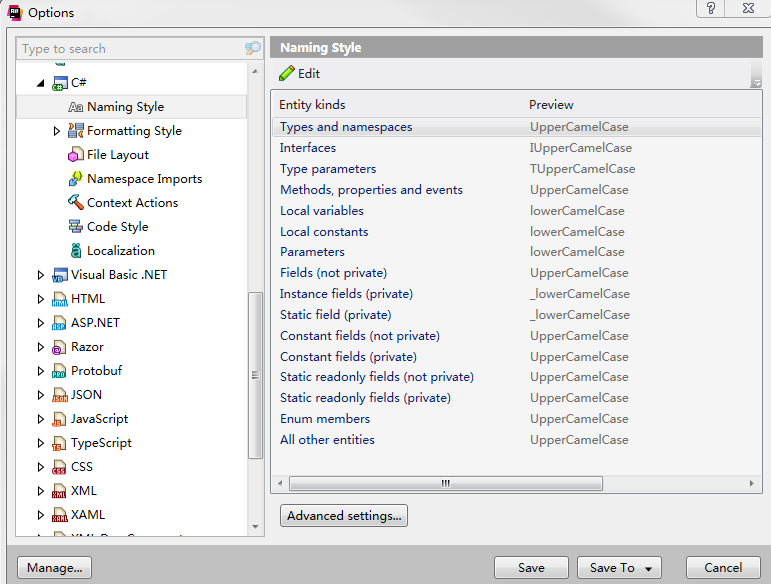 Options
Type to search
C#
Naming Style
Formatting Style
File Layout
Namespace Imports
Context Actions
Code Style
Localization
Visual Basic .NET
HTML
ASP.NET
Razor
Protobuf
JSON
JavaScript
TypeScript
CSS
XML
XAML
Naming Style
Edit
Entity kinds Preview
Types and namespaces UpperCamelCase
Interfaces IUpperCamelCase
Type parameters TUpperCamelCase
Methods, properties and events UpperCamelCase
Local variables lowerCamelCase
Local constants lowerCamelCase
Parameters lowerCamelCase
Fields (not private) UpperCamelCase
Instance fields (private) _lowerCamelCase
Static field (private) _lowerCamelCase
Constant fields (not private) UpperCamelCase
Constant fields (private) UpperCamelCase
Static readonly fields (not private) UpperCamelCase
Static readonly fields (private) UpperCamelCase
Enum members UpperCamelCase
All other entities UpperCamelCase
Advanced settings...
Manage... Save Save To Cancel